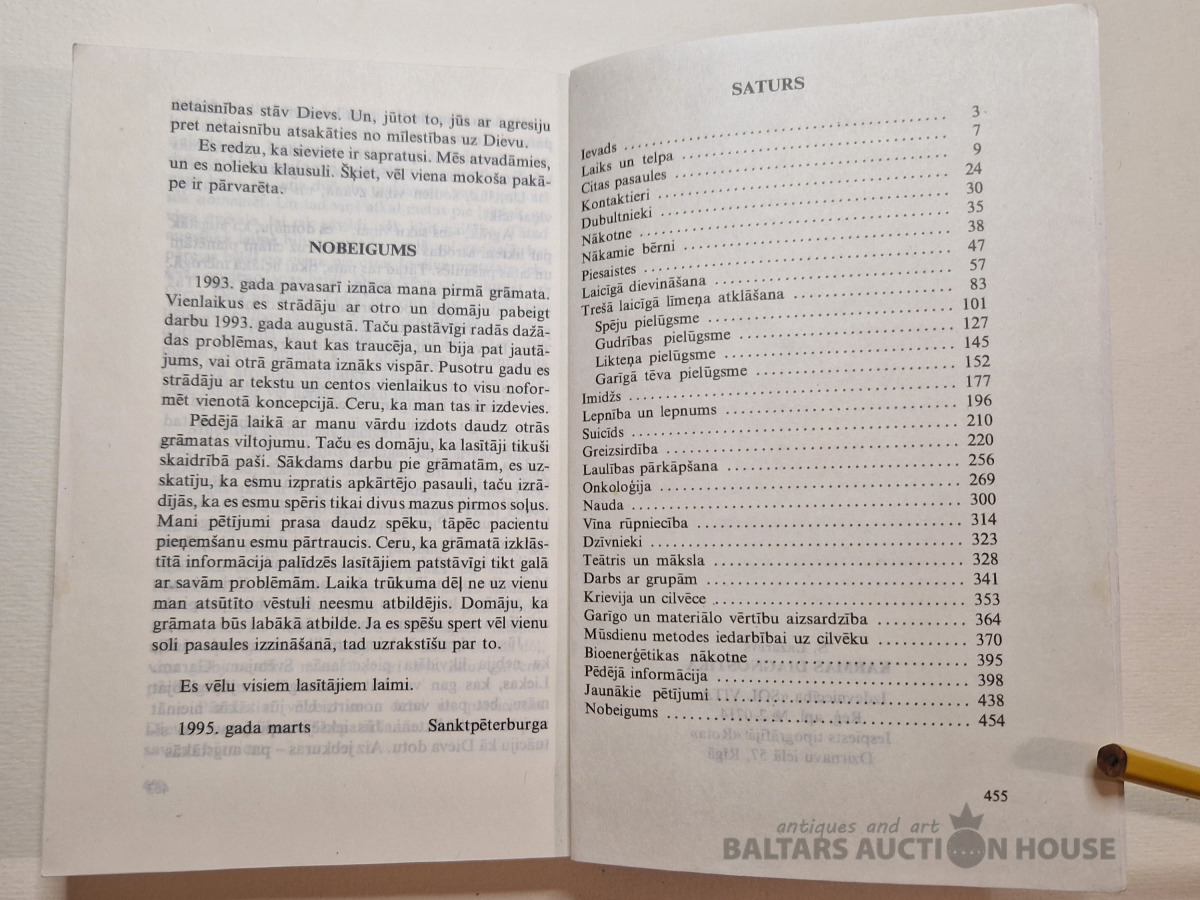 netaisnības stāv Dievs. Un, jūtot to, jūs ar agresiju
pret netaisnību atsakāties no mīlestības uz Dievu.
Es redzu, ka sieviete ir sapratusi. Mēs atvadāmies,
un es nolieku klausuli. Šķiet, vēl viena mokoša pakā-
pe ir pārvarēta.
NOBEIGUMS
1993. gada pavasarī iznāca mana pirmā grāmata.
Vienlaikus es strādāju ar otro un domāju pabeigt
darbu 1993. gada augustā. Taču pastāvīgi radās dažā-
das problēmas, kaut kas traucēja, un bija pat jautā-
jums, vai otrā grāmata iznāks vispār. Pusotru gadu es
strādāju ar tekstu un centos vienlaikus to visu nofor-
mēt vienotā koncepcijā. Ceru, ka man tas ir izdevies.
Pēdējā laikā ar manu vārdu izdots daudz otrās
grāmatas viltojumu. Taču es domāju, ka lasītāji tikuši
skaidrībā paši. Sākdams darbu pie grāmatām, es uz-
skatīju, ka esmu izpratis apkārtējo pasauli, taču izrā-
dījās, ka es esmu spēris tikai divus mazus pirmos soļus.
Mani pētījumi prasa daudz spēku, tāpēc pacientu
pieņemšanu esmu pārtraucis. Ceru, ka grāmatā izklās-
tītā informācija palīdzēs lasītājiem patstāvīgi tikt galā
ar savām problēmām. Laika trūkuma dēļ ne uz vienu
man atsūtīto vēstuli neesmu atbildējis. Domāju, ka
grāmata būs labākā atbilde. Ja es spēšu spert vēl vienu
soli pasaules izzināšanā, tad uzrakstīšu par to.
Es vēlu visiem lasītājiem laimi.
1995. gada marts Sanktpēterburga
SATURS
Ievads 3
Laiks un telpa 7
Citas pasaules 9
Kontaktieri 24
Dubultnieki 30
Nākotne 35
Nākamie bērni 38
Piesaistes 47
Laicīgā dievināšana 57
Trešā laicīgā līmeņa atklāšana 83
Spēju pielūgsme 101
Gudrības pielūgsme 127
Likteņa pielūgsme 145
Garīgā tēva pielūgsme 152
Imidžs 177
Lepnība un lepnums 196
Suicīds 210
Greizsirdība 220
Laulības pārkāpšana 256
Onkoloģija 269
Nauda 300
Vīna rūpniecība 314
Dzīvnieki 323
Teātris un māksla 328
Darbs ar grupām 341
Krievija un cilvēce 353
Garīgo un materiālo vērtību aizsardzība 364
Mūsdienu metodes iedarbībai uz cilvēku 370
Bioenerģētikas nākotne 395
Pēdējā informācija 398
Jaunākie pētījumi 438
Nobeigums 454
455
antiques and art
BALTARS AUCTION HOUSE